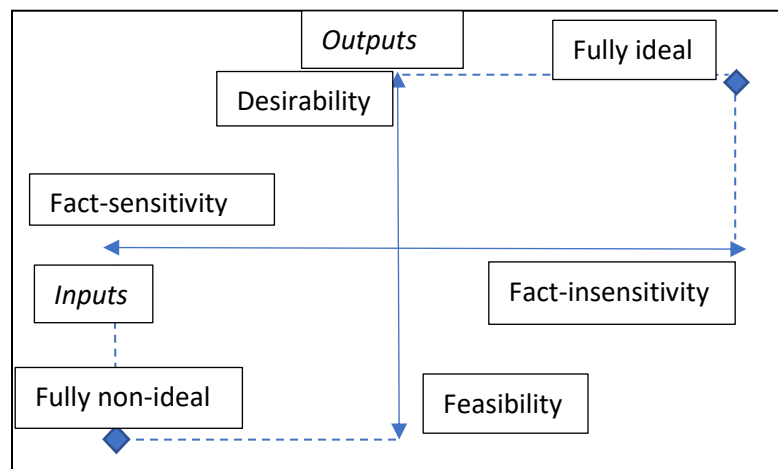 Outputs
Fully ideal
Desirability
Fact-sensitivity
Inputs
Fact-insensitivity
Fully non-ideal
Feasibility